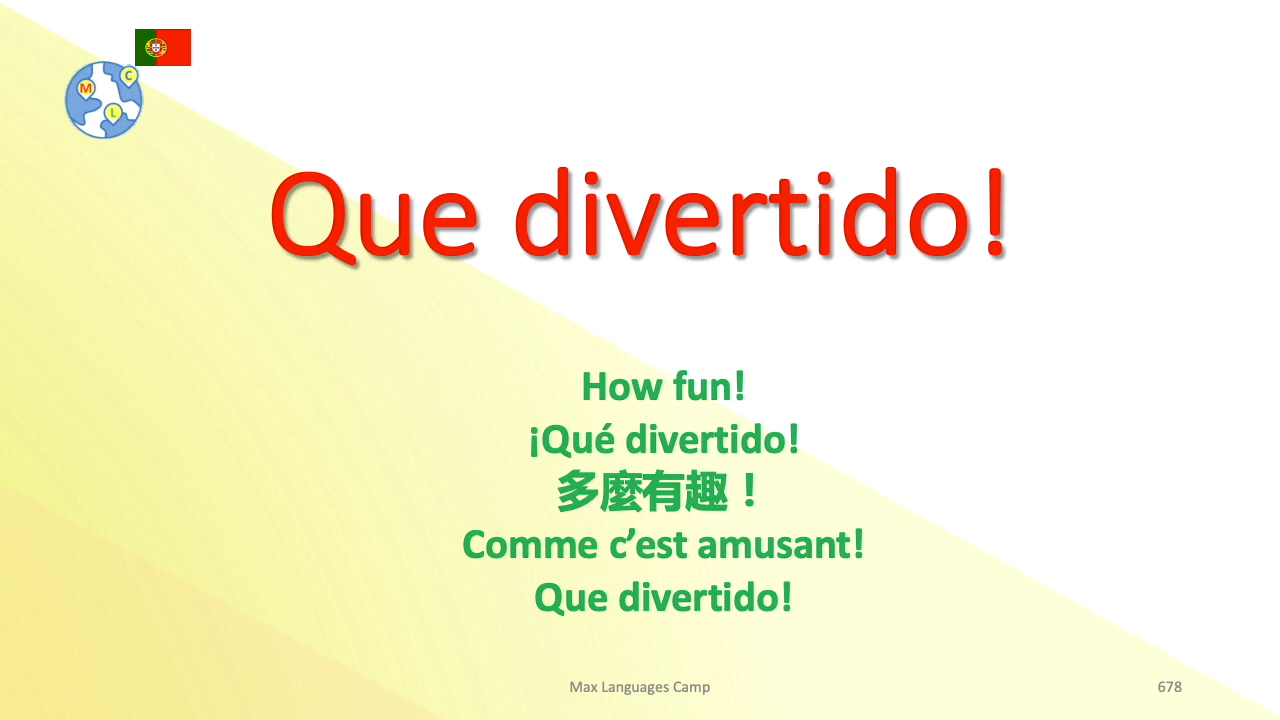 M
C
L
Que divertido!
How fun!
¡Qué divertido!
多麼有趣！
Comme c’est amusant!
Que divertido!
Max Languages Camp
678